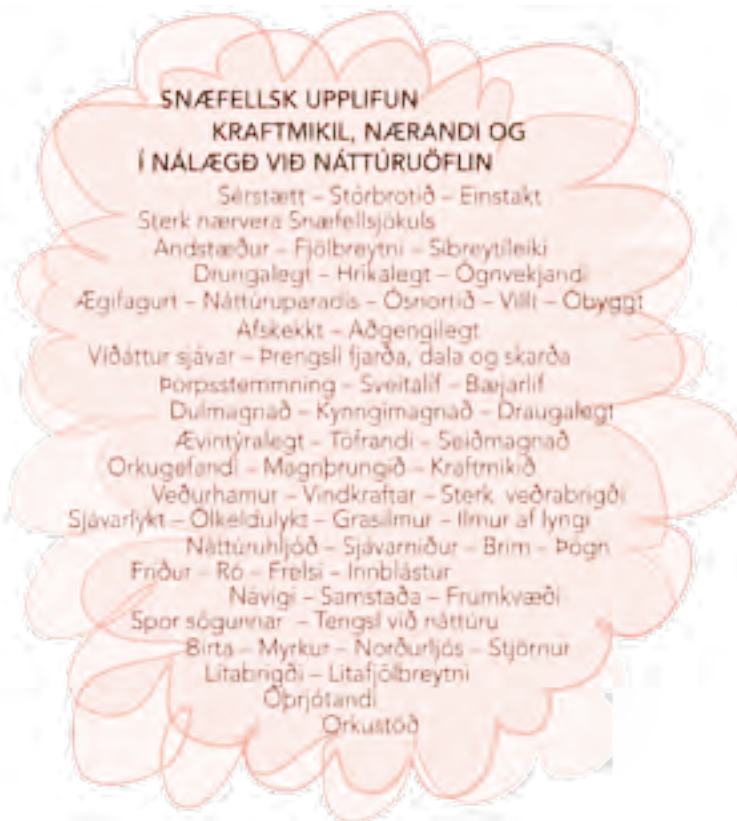 SNÆFELLSK UPPLIFUN
KRAFTMIKIL, NÆRANDI OG
Í NÁLÆGÐ VIÐ NÁTTÚRUÖFLIN
Sérstætt – Stórbrotið – Einstakt
Sterk nærvera Snæfellsjökuls
Andstæður – Fjölbreytni – Síbreytileiki
Drungalegt – Hrikalegt – Ógnvekjandi
Ægifagurt – Náttúruparadís – Ósnortið – Villt – Óbyggt
Afskekkt – Aðgengilegt
Víðáttur sjávar – Þrengsli fjarða, dala og skarða
Þorpsstemmning – Sveitalíf – Bæjarlíf
Dulmagnað – Kynngimagnað – Draugalegt
Ævintýralegt – Töfrandi – Seiðmagnað
Orkugefandi – Magnþrungið – Kraftmikið
Veðurhamur – Vindkraftar – Sterk veðrabrigði
Sjávarlykt – Ölkeldulykt – Grasilmur – Ilmur af lyngi
Náttúruhljóð – Sjávarniður – Brim – Þögn
Friður – Ró – Frelsi – Innblástur
Návígi – Samstaða – Frumkvæði
Spor sögunnar – Tengsl við náttúru
Birta – Myrkur – Norðurljós – Stjörnur
Litabrigði – Litafjölbreytni
Óþrjótandi
Orkustöð